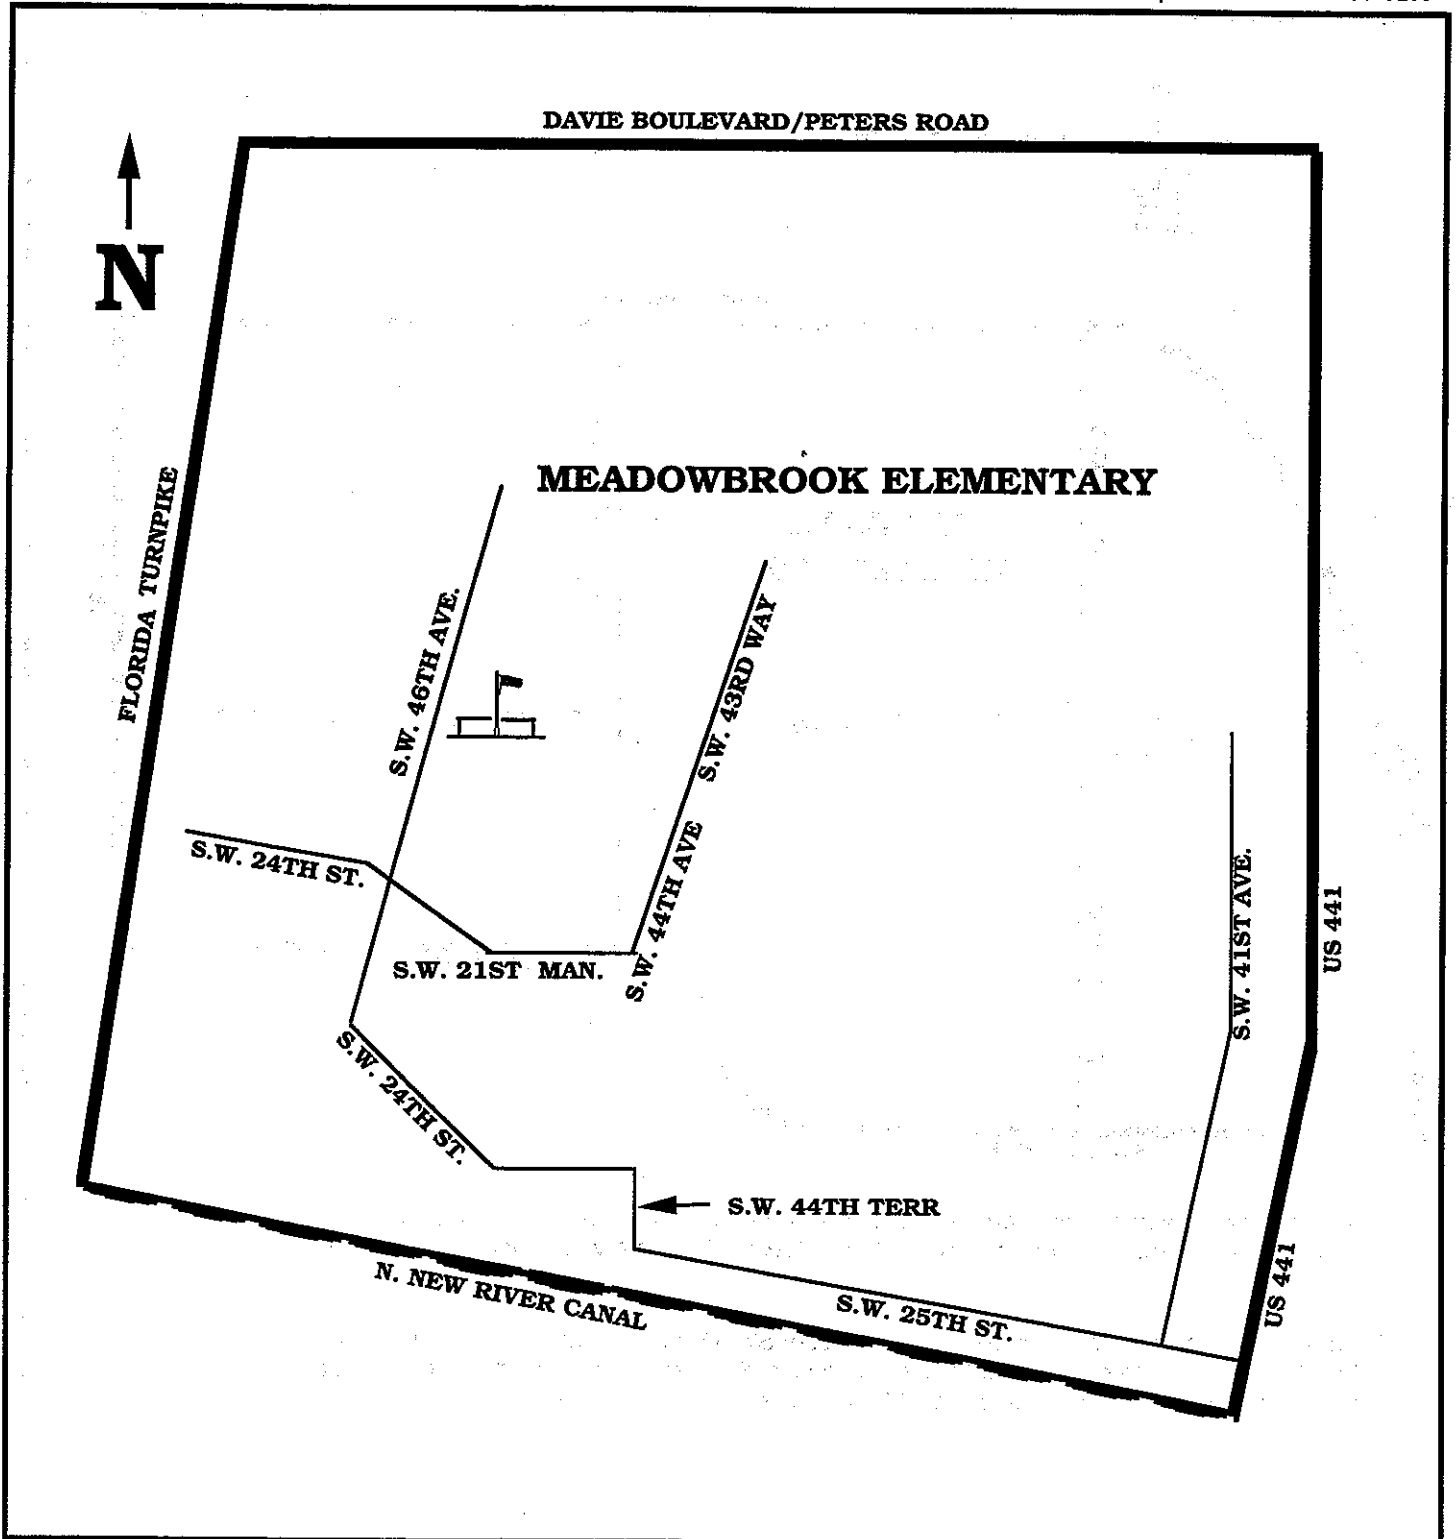 DAVIE BOULEVARD/PETERS ROAD
N
MEADOWBROOK ELEMENTARY
FLORIDA TURNPIKE
S.W. 46TH AVE.
S.W. 43RD WAY
S.W. 24TH ST.
S.W. 44TH AVE
S.W. 41ST AVE.
US 441
S.W. 21ST MAN.
S.W. 24TH ST.
S.W. 44TH TERR
N. NEW RIVER CANAL
S.W. 25TH ST.
US 441